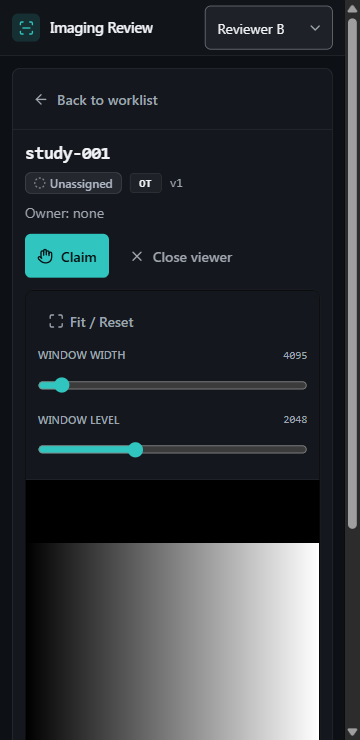 Imaging Review
Reviewer B
Back to worklist
study-001
Unassigned OT v1
Owner: none
Claim Close viewer
Fit / Reset
WINDOW WIDTH 4095
WINDOW LEVEL 2048